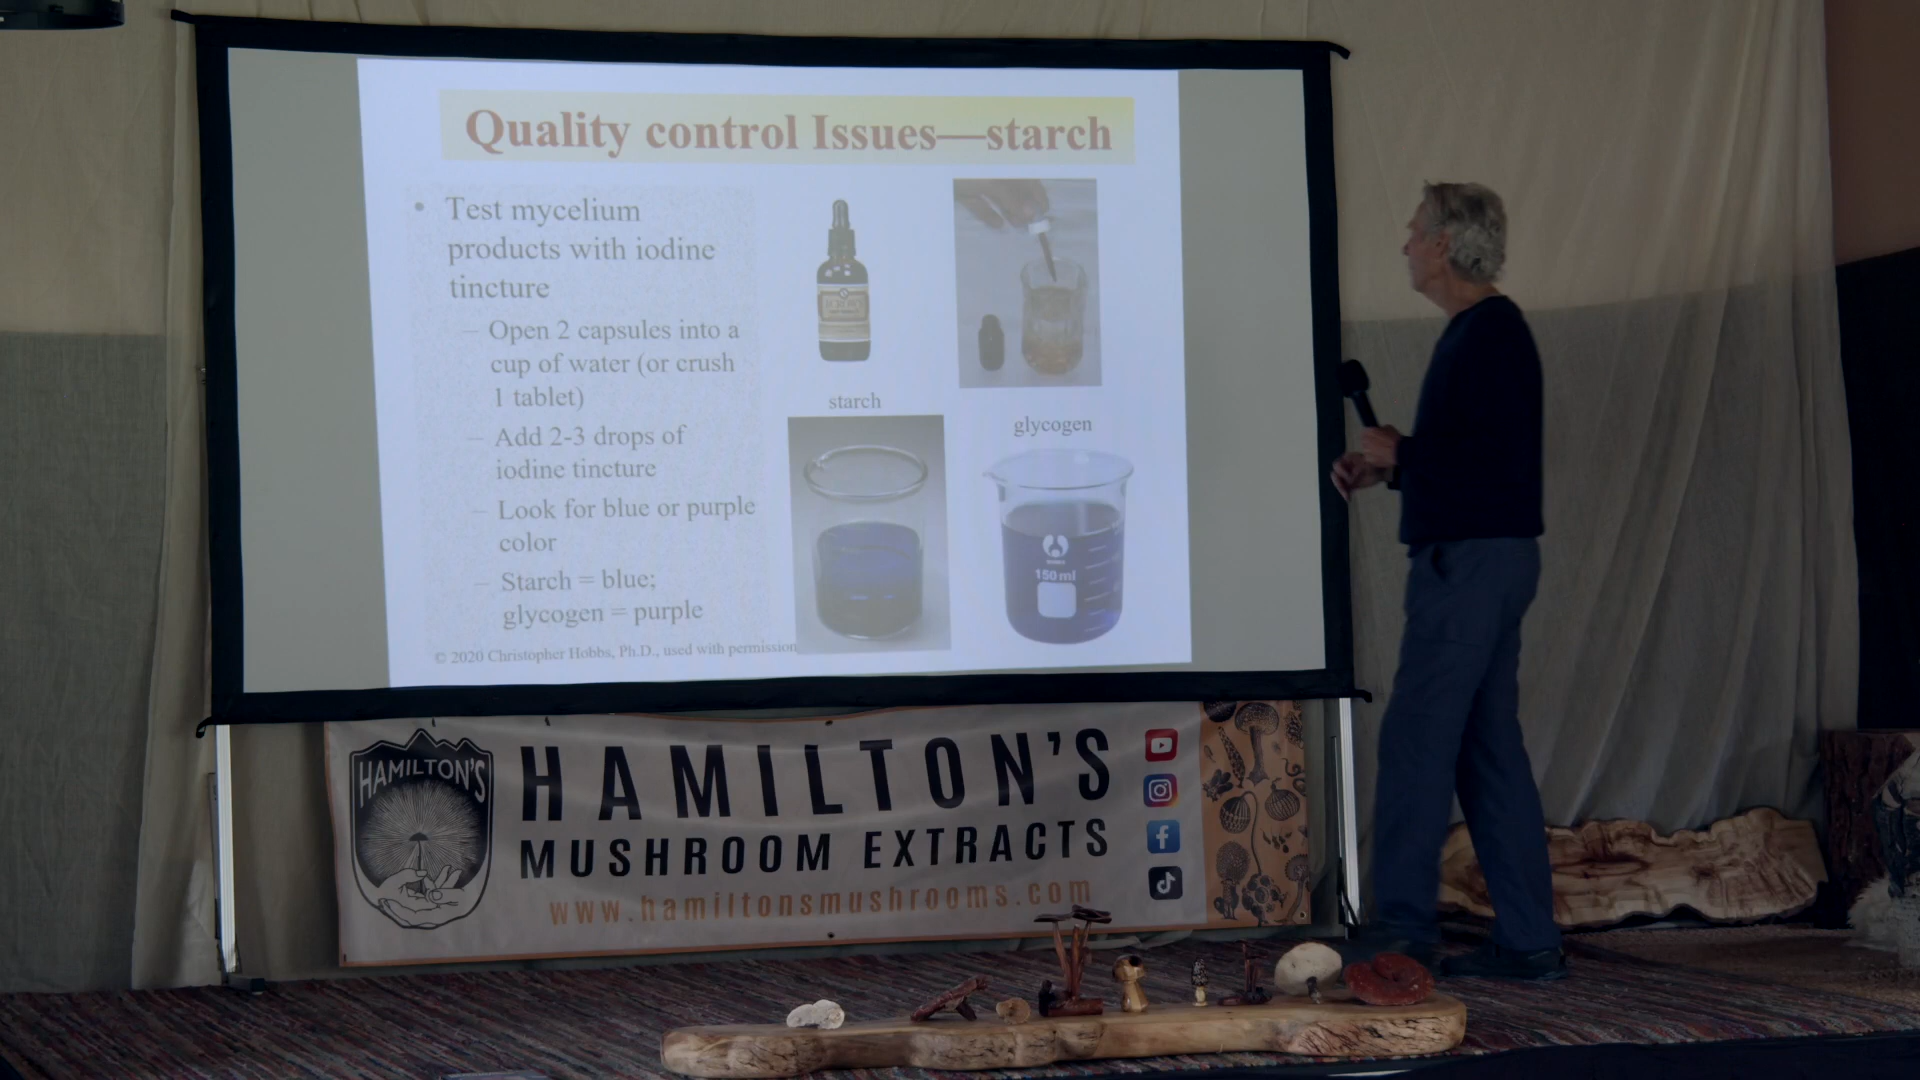 Quality control Issues—starch
• Test mycelium
products with iodine
tincture
– Open 2 capsules into a
cup of water (or crush
1 tablet)
– Add 2-3 drops of
iodine tincture
– Look for blue or purple
color
– Starch = blue;
glycogen = purple
starch
glycogen
150 ml
© 2020 Christopher Hobbs, Ph.D., used with permission
HAMILTON'S
HAMILTON'S
MUSHROOM EXTRACTS
www.hamiltonsmushrooms.com